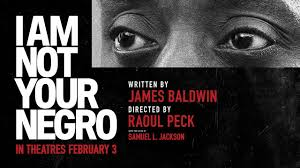 I AM
NOT
YOUR
NEGRO
IN THEATRES FEBRUARY 3
WRITTEN BY
JAMES BALDWIN
DIRECTED BY
RAOUL PECK
SAMUEL L. JACKSON